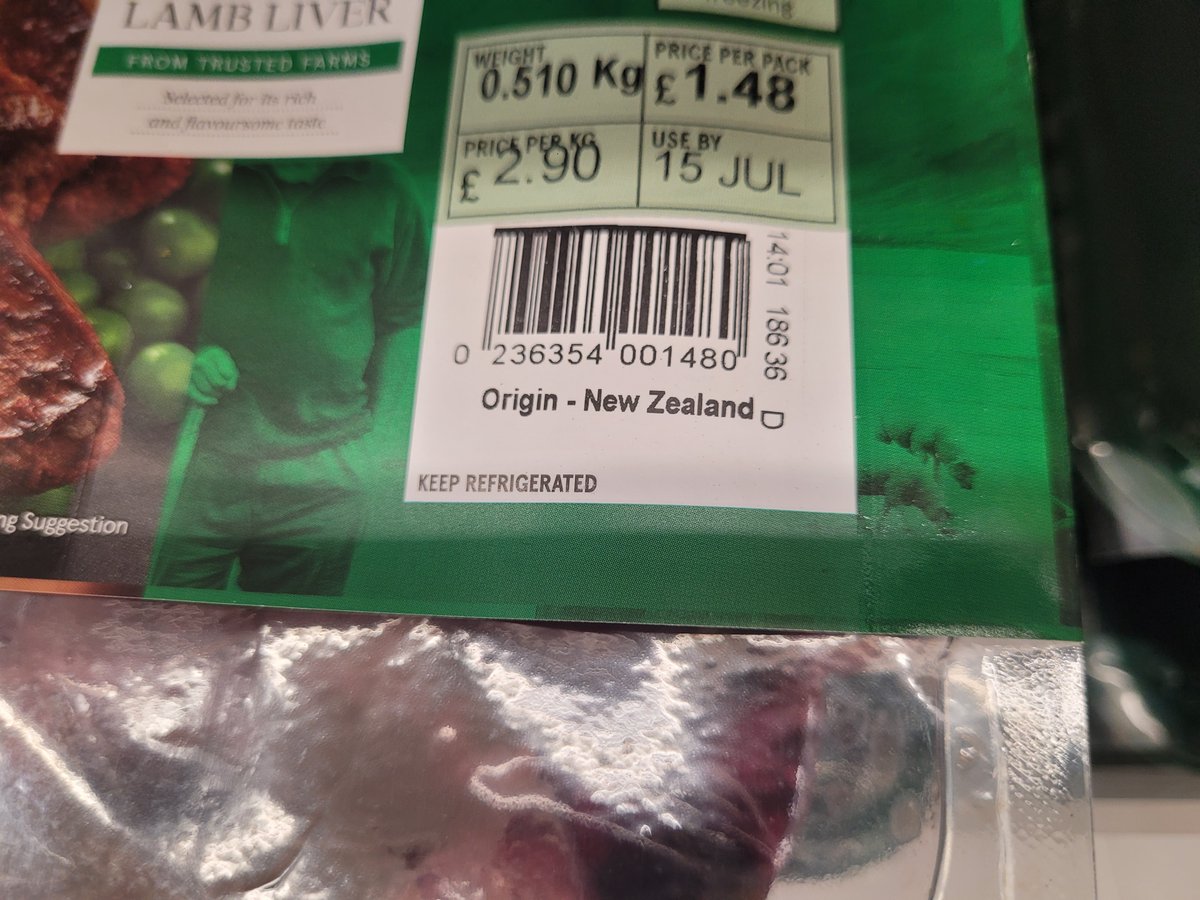 LAMB LIVER
FROM TRUSTED FARMS
Selected for its rich
and flavoursome taste
ng Suggestion
eezing
WEIGHT
0.510 Kg
PRICE PER PACK
£1.48
PRICE PER KG
£2.90
USE BY
15 JUL
14:01 186 36 D
0 236354 001480
Origin - New Zealand
KEEP REFRIGERATED